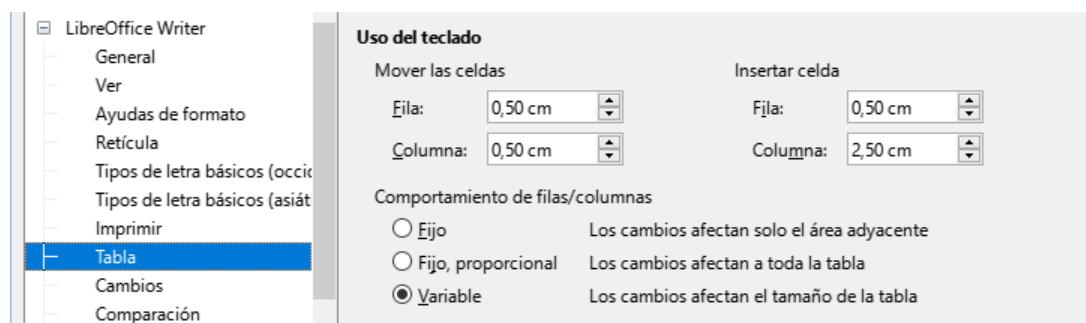 LibreOffice Writer
General
Ver
Ayudas de formato
Retícula
Tipos de letra básicos (occid
Tipos de letra básicos (asiát
Imprimir
Tabla
Cambios
Comparación
Uso del teclado
Mover las celdas
Fila: 0,50 cm
Columna: 0,50 cm
Insertar celda
Fila: 0,50 cm
Columna: 2,50 cm
Comportamiento de filas/columnas
Fijo Los cambios afectan solo el área adyacente
Fijo, proporcional Los cambios afectan a toda la tabla
Variable Los cambios afectan el tamaño de la tabla